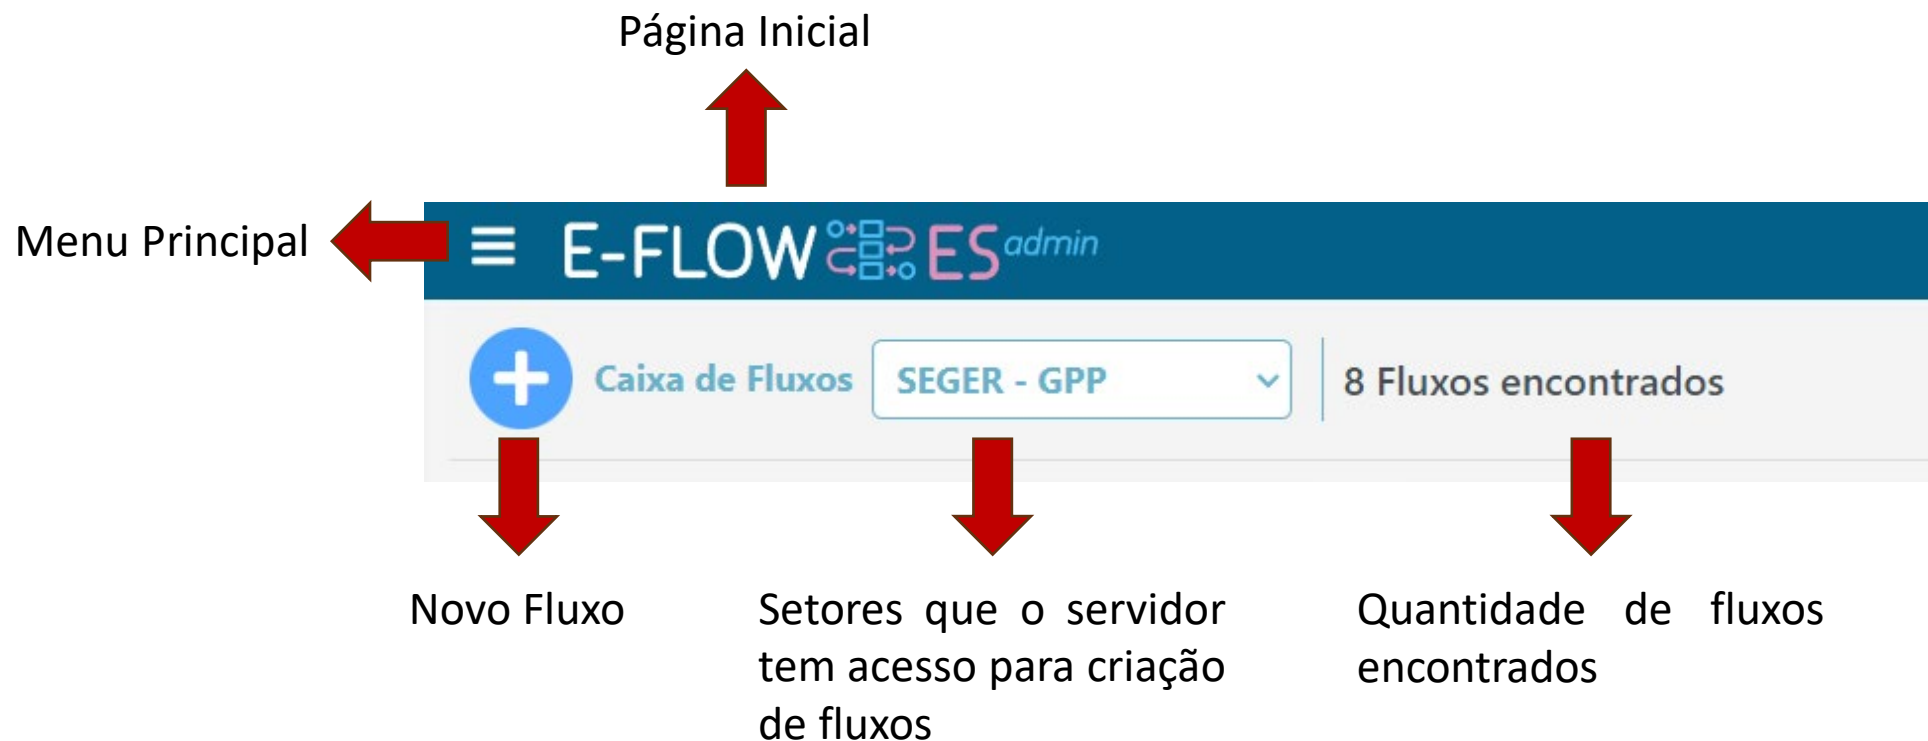 Página Inicial
Menu Principal
E-FLOW ES admin
Caixa de Fluxos
SEGER - GPP
8 Fluxos encontrados
Novo Fluxo
Setores que o servidor
tem acesso para criação
de fluxos
Quantidade de fluxos
encontrados